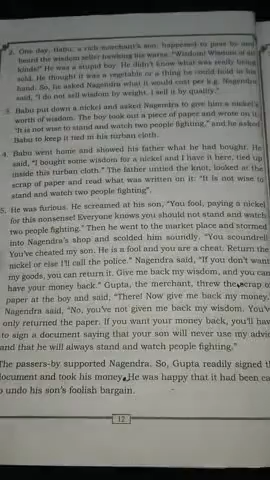 2. One day, Babu, a rich merchant's son, happened to pass by and
heard the wisdom seller hawking his wares. "Wisdom! Wisdom of all
kinds!" He was a stupid boy. He didn't know what was really being
sold. He thought it was a vegetable or a thing he could hold in his
hand. So, he asked Nagendra what it would cost per e.g. Nagendra
said, "I do not sell wisdom by weight. I sell it by quality."
3. Babu put down a nickel and asked Nagendra to give him a nickel's
worth of wisdom. The boy took out a piece of paper and wrote on it,
"It is not wise to stand and watch two people fighting," and he asked
Babu to keep it tied in his turban cloth.
4. Babu went home and showed his father what he had bought. He
said, "I bought some wisdom for a nickel and I have it here, tied up
inside this turban cloth." The father untied the knot, looked at the
scrap of paper and read what was written on it: "It is not wise to
stand and watch two people fighting".
5. He was furious. He screamed at his son, "You fool, paying a nickel
for this nonsense! Everyone knows you should not stand and watch
two people fighting." Then he went to the market place and stormed
into Nagendra's shop and scolded him soundly. "You scoundrel!
You've cheated my son. He is a fool and you are a cheat. Return the
nickel or else I'll call the police." Nagendra said, "If you don't want
my goods, you can return it. Give me back my wisdom, and you can
have your money back." Gupta, the merchant, threw the scrap of
paper at the boy and said, "There! Now give me back my money.
Nagendra said, "No, you've not given me back my wisdom. You've
only returned the paper. If you want your money back, you'll have
to sign a document saying that your son will never use my advice
and that he will always stand and watch people fighting."
The passers-by supported Nagendra. So, Gupta readily signed th
document and took his money. He was happy that it had been ea
o undo his son's foolish bargain.
12